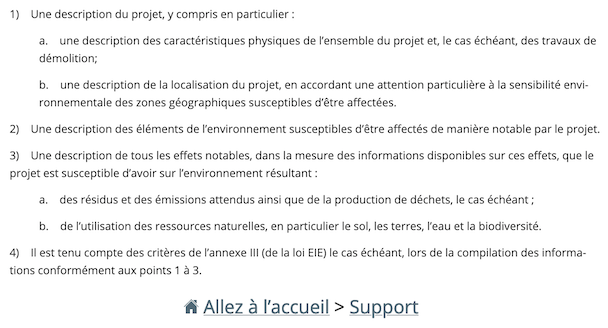 1) Une description du projet, y compris en particulier :
a. une description des caractéristiques physiques de l’ensemble du projet et, le cas échéant, des travaux de
démolition;
b. une description de la localisation du projet, en accordant une attention particulière à la sensibilité envi-
ronnementale des zones géographiques susceptibles d’être affectées.
2) Une description des éléments de l’environnement susceptibles d’être affectés de manière notable par le projet.
3) Une description de tous les effets notables, dans la mesure des informations disponibles sur ces effets, que le
projet est susceptible d’avoir sur l’environnement résultant :
a. des résidus et des émissions attendus ainsi que de la production de déchets, le cas échéant ;
b. de l’utilisation des ressources naturelles, en particulier le sol, les terres, l’eau et la biodiversité.
4) Il est tenu compte des critères de l’annexe III (de la loi EIE) le cas échéant, lors de la compilation des informa-
tions conformément aux points 1 à 3.
Allez à l’accueil > Support